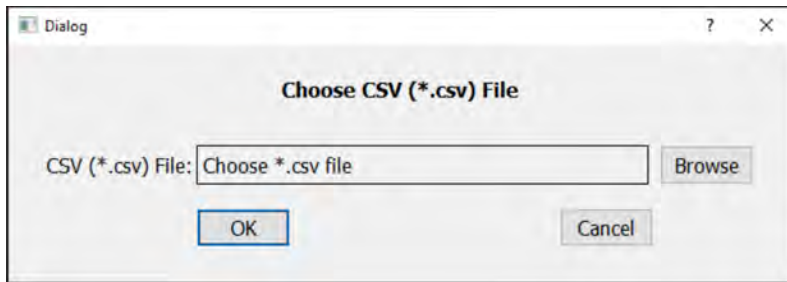 Dialog ? ×
Choose CSV (*.csv) File
CSV (*.csv) File: Choose *.csv file Browse
OK Cancel